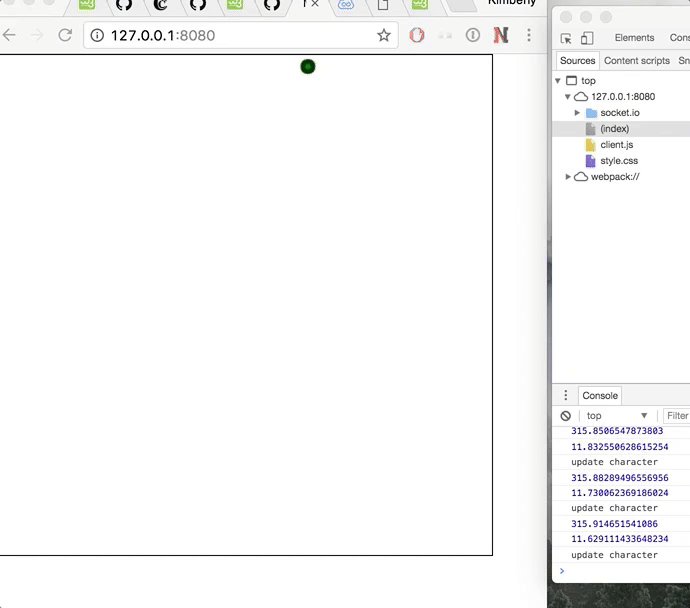 Kimberly
127.0.0.1:8080
Elements
Sources
Content scripts
top
127.0.0.1:8080
socket.io
(index)
client.js
style.css
webpack://
Console
top
Filter
315.8506547873803
11.832550628615254
update character
315.88289496556956
11.730062369186024
update character
315.914651541086
11.629111433648234
update character
>